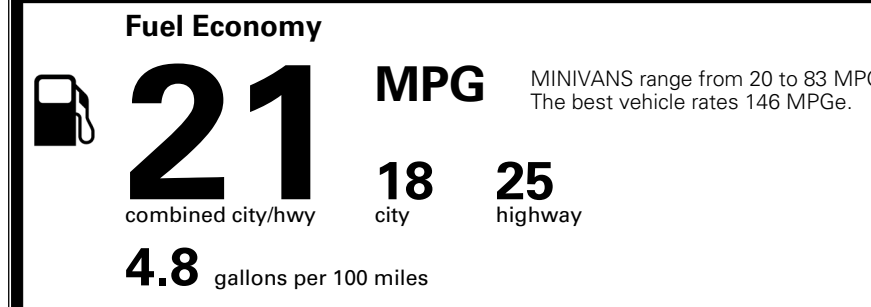 Fuel Economy
21 MPG
MINIVANS range from 20 to 83
The best vehicle rates 146 MPGe.
18 25
combined city/hwy city highway
4.8 gallons per 100 miles